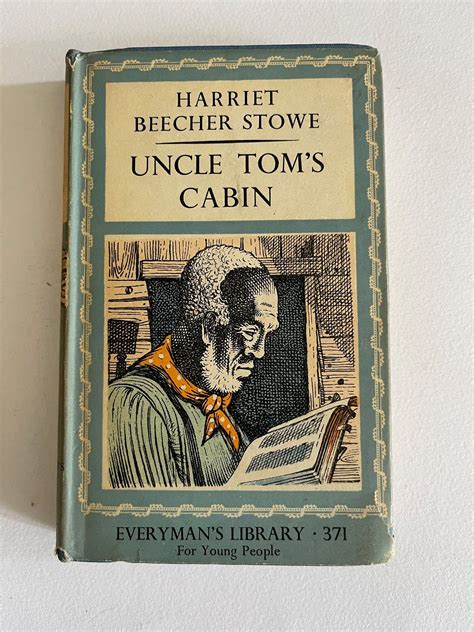 HARRIET
BEECHER STOWE
UNCLE TOM'S
CABIN
EVERYMAN'S LIBRARY · 371
For Young People